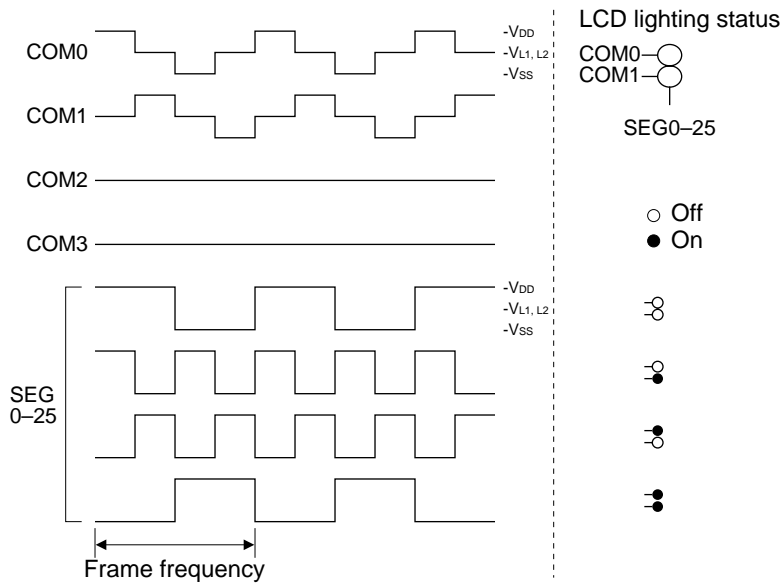 LCD lighting status
COM0
-VDD
-VL1, L2
-VSS
COM0
COM1
COM1
SEG0–25
COM2
Off
On
COM3
-VDD
-VL1, L2
-VSS
SEG
0–25
Frame frequency